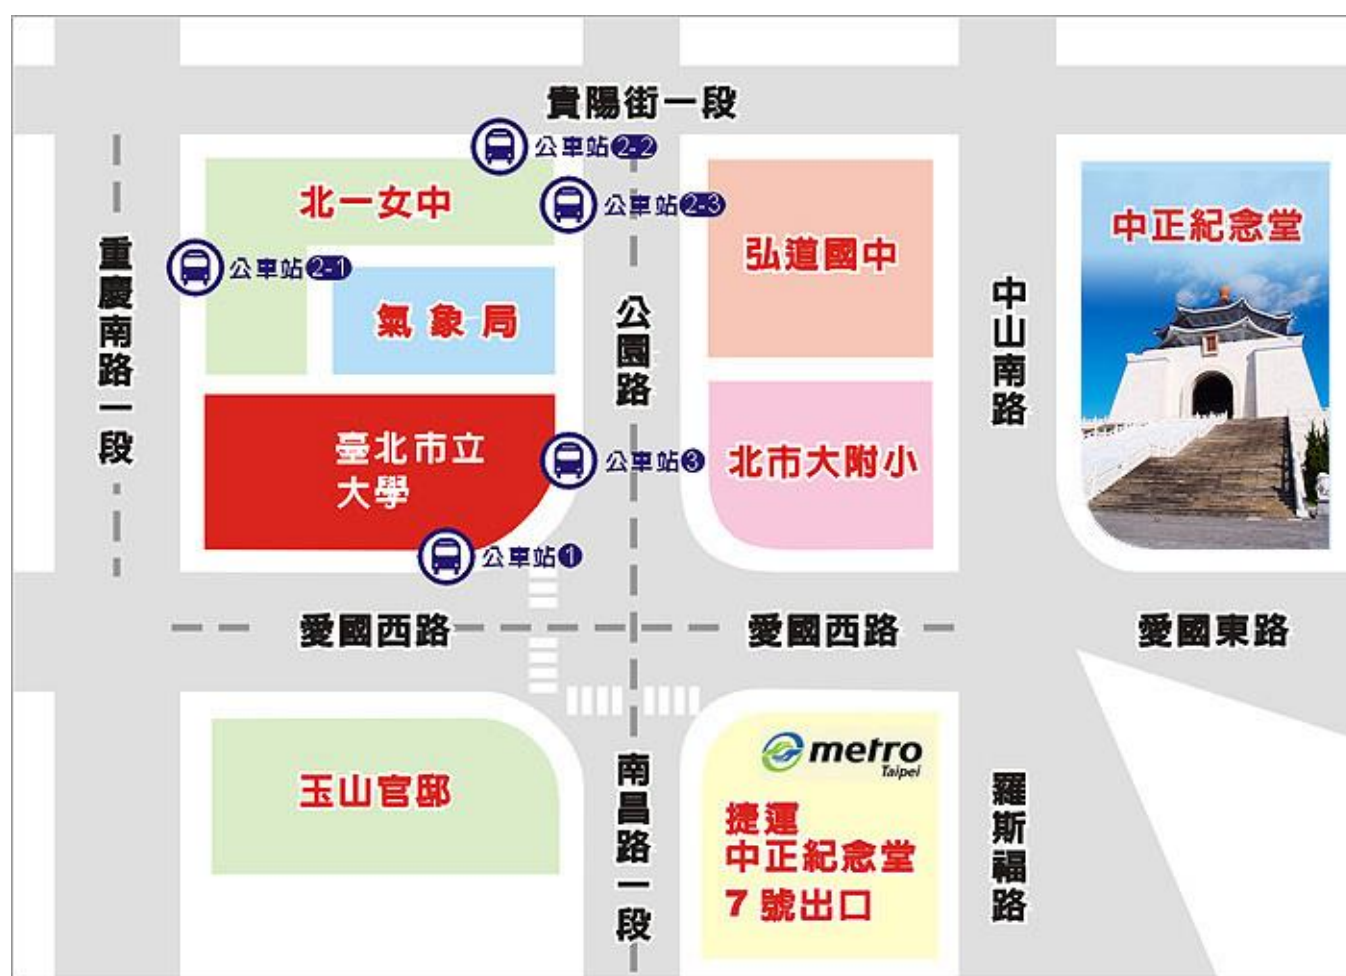 貴陽街一段
公車站2-2
北一女中
公車站2-3
中正紀念堂
弘道國中
公車站2-1
重慶南路一段
氣象局
公園路
中山南路
臺北市立
大學
公車站3
北市大附小
公車站1
愛國西路
愛國西路
愛國東路
metro
Taipei
玉山官邸
南昌路一段
捷運
中正紀念堂
7號出口
羅斯福路